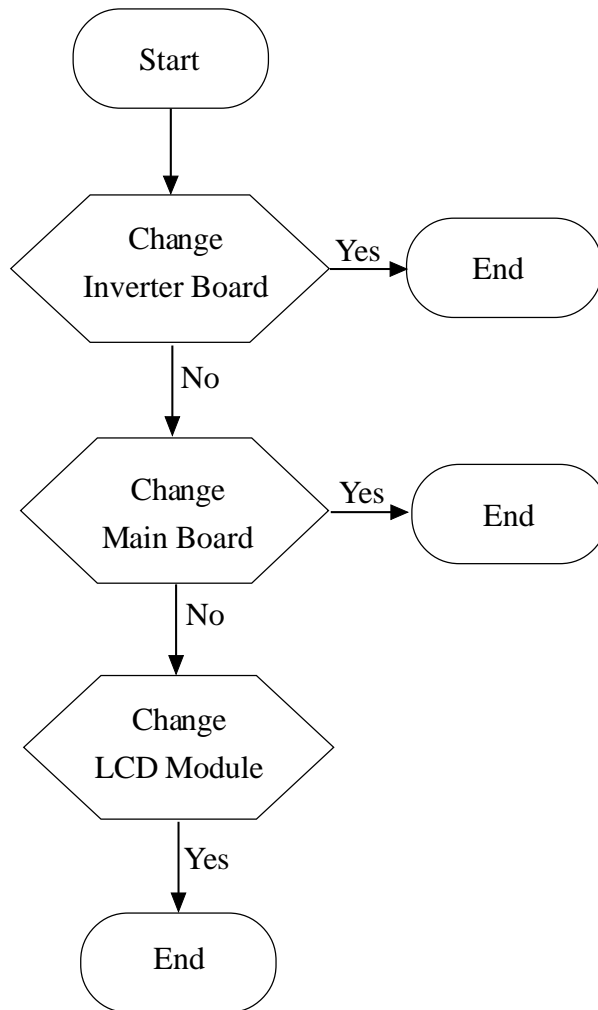 Start
Change
Inverter Board
Yes
End
No
Change
Main Board
Yes
End
No
Change
LCD Module
Yes
End